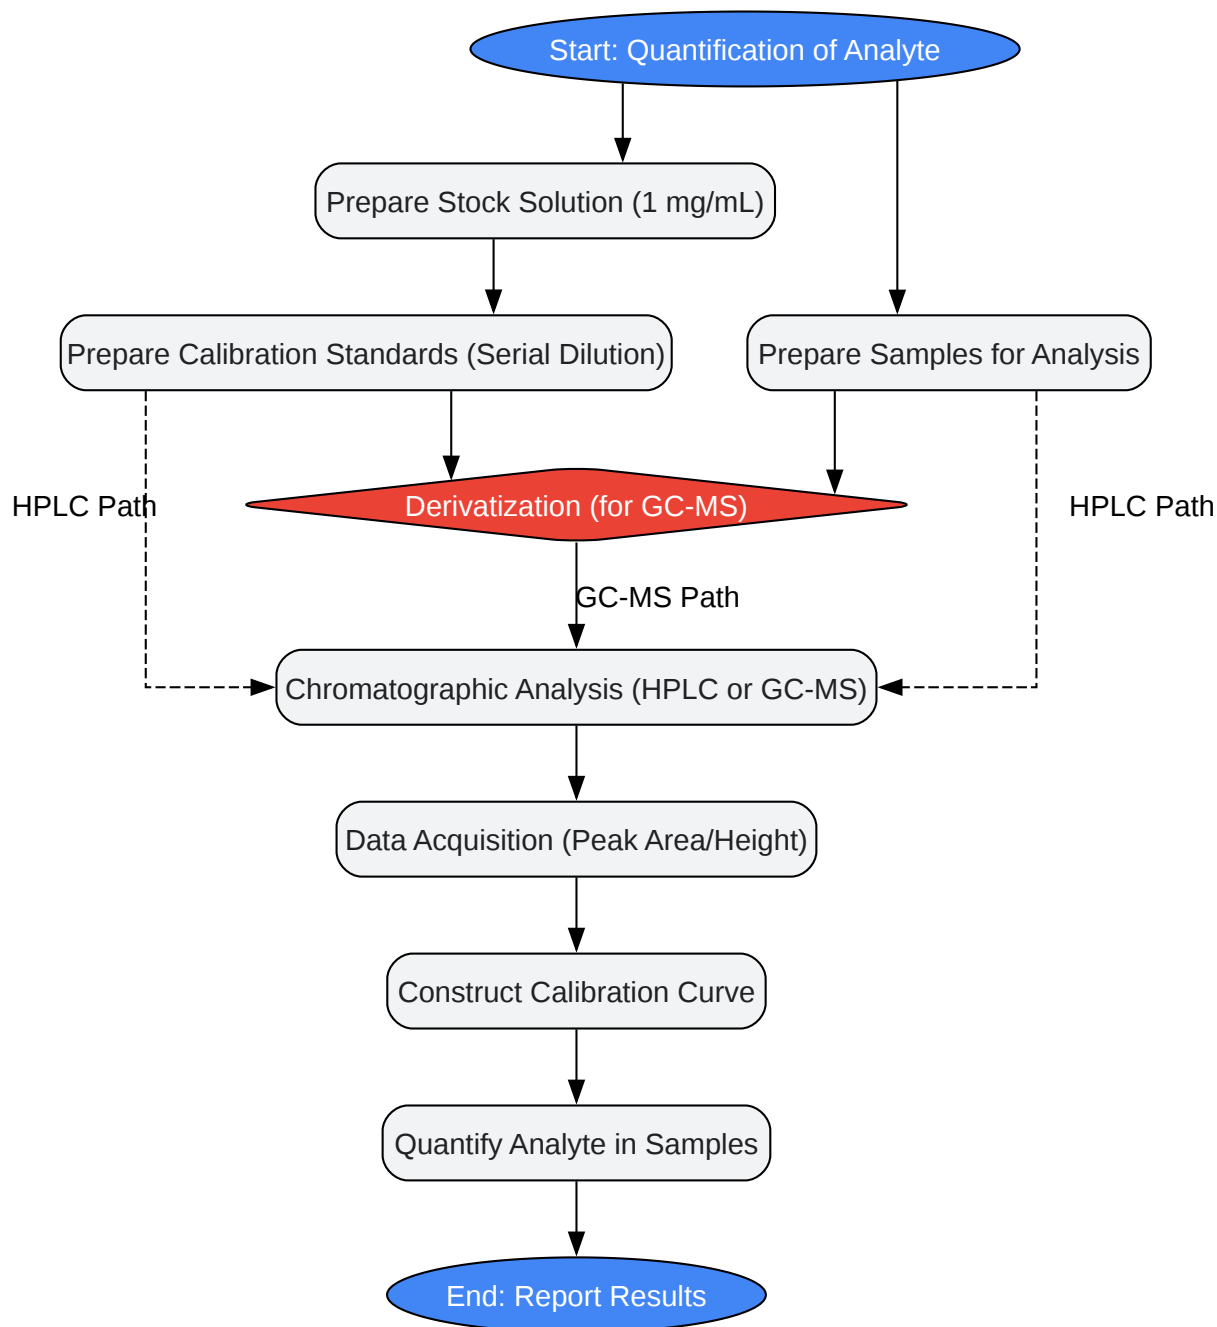 Start: Quantification of Analyte
Prepare Stock Solution (1 mg/mL)
Prepare Calibration Standards (Serial Dilution)
Prepare Samples for Analysis
HPLC Path
Derivatization (for GC-MS)
HPLC Path
GC-MS Path
Chromatographic Analysis (HPLC or GC-MS)
Data Acquisition (Peak Area/Height)
Construct Calibration Curve
Quantify Analyte in Samples
End: Report Results